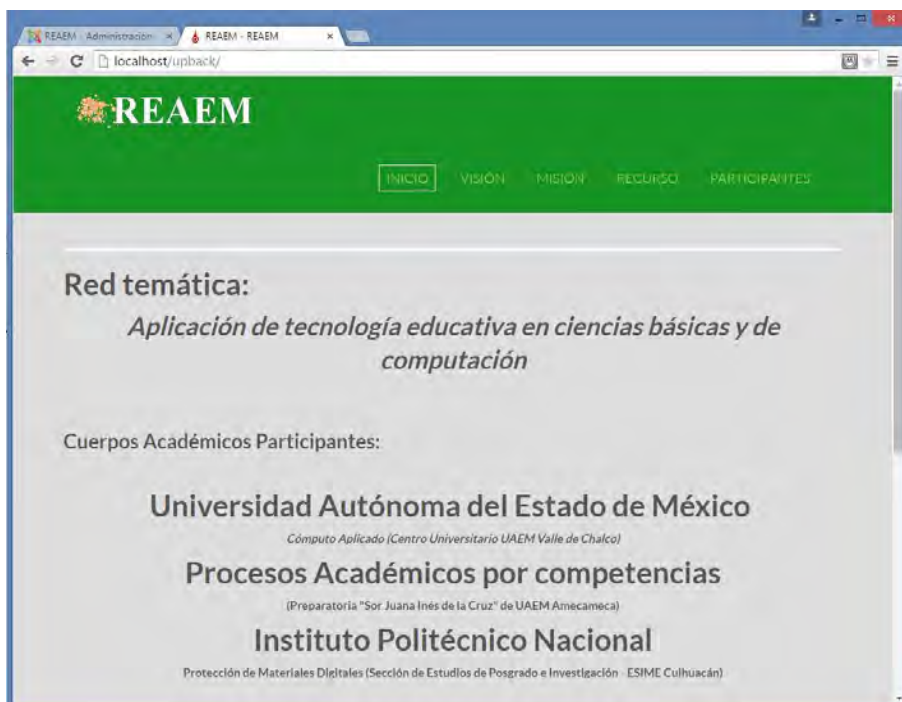 REAEM - Administración
REAEM - REAEM
localhost/upback/
REAEM
INICIO VISIÓN MISIÓN RECURSO PARTICIPANTES
Red temática:
Aplicación de tecnología educativa en ciencias básicas y de
computación
Cuerpos Académicos Participantes:
Universidad Autónoma del Estado de México
Cómputo Aplicado (Centro Universitario UAEM Valle de Chalco)
Procesos Académicos por competencias
(Preparatoria "Sor Juana Inés de la Cruz" de UAEM Amecameca)
Instituto Politécnico Nacional
Protección de Materiales Digitales (Sección de Estudios de Posgrado e Investigación - ESIME Culhuacán)